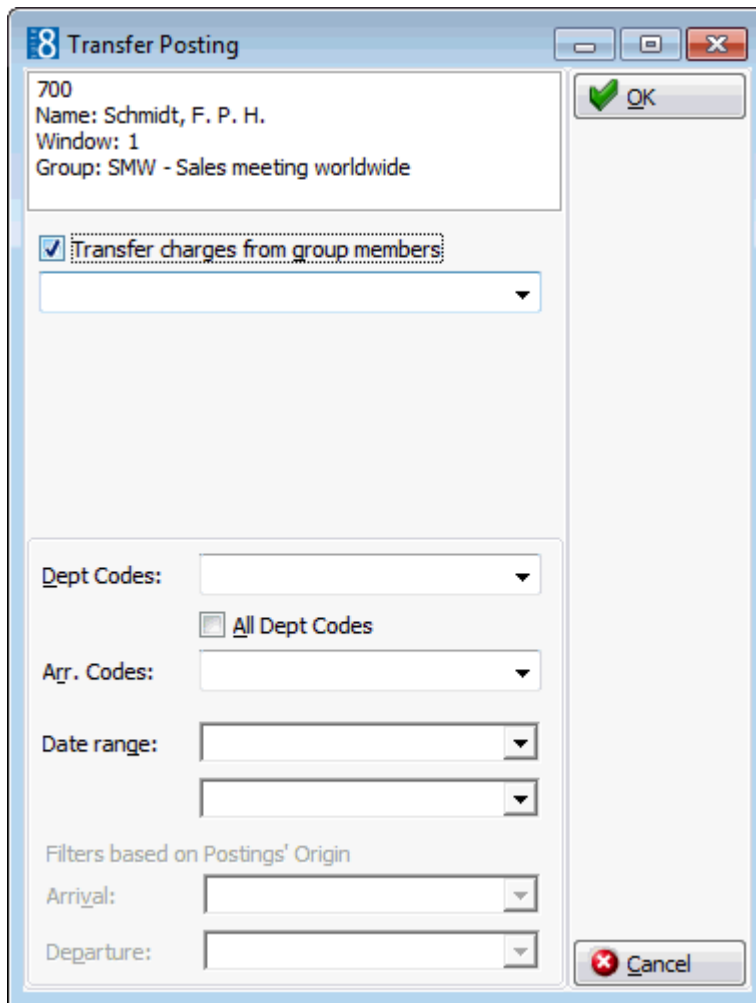 8 Transfer Posting
700
Name: Schmidt, F. P. H.
Window: 1
Group: SMW - Sales meeting worldwide
OK
Transfer charges from group members
Dept Codes:
All Dept Codes
Arr. Codes:
Date range:
Filters based on Postings' Origin
Arrival:
Departure:
Cancel